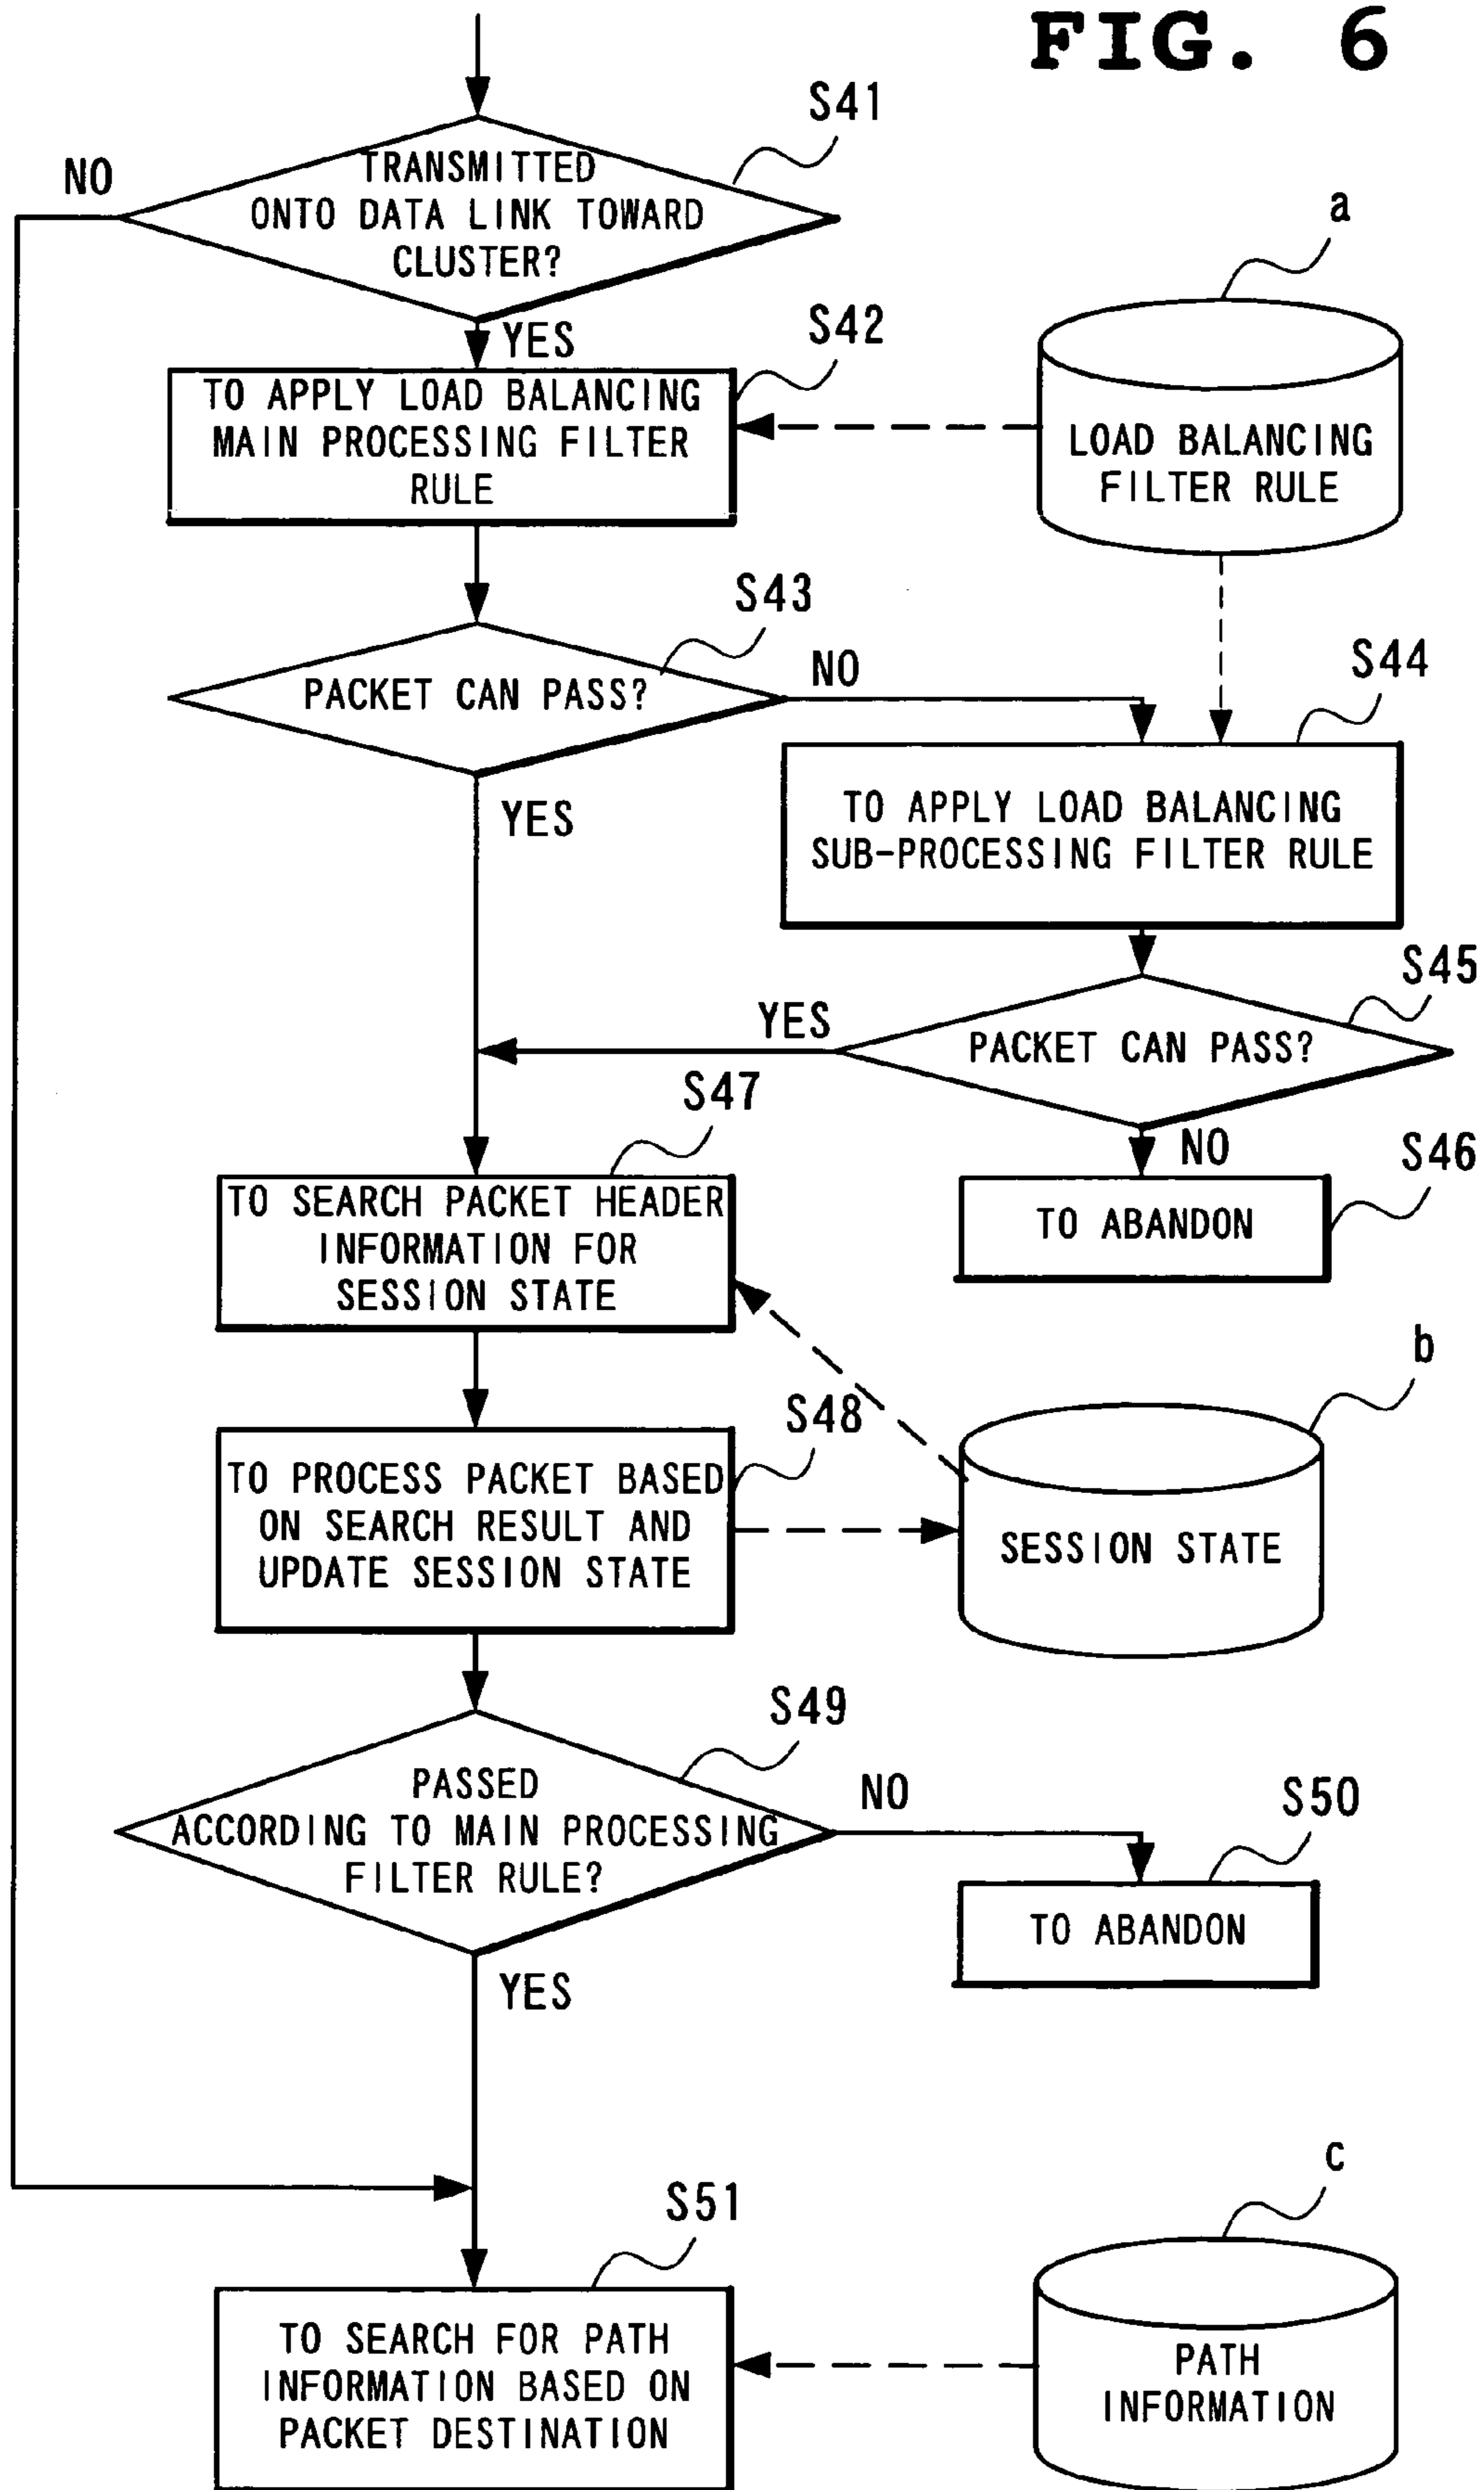 FIG. 6
S41
NO
TRANSMITTED
ONTO DATA LINK TOWARD
CLUSTER?
a
YES
S42
TO APPLY LOAD BALANCING
MAIN PROCESSING FILTER
RULE
LOAD BALANCING
FILTER RULE
S43
PACKET CAN PASS?
NO
S44
YES
TO APPLY LOAD BALANCING
SUB-PROCESSING FILTER RULE
S45
YES
PACKET CAN PASS?
S47
NO
S46
TO SEARCH PACKET HEADER
INFORMATION FOR
SESSION STATE
TO ABANDON
b
S48
TO PROCESS PACKET BASED
ON SEARCH RESULT AND
UPDATE SESSION STATE
SESSION STATE
S49
PASSED
ACCORDING TO MAIN PROCESSING
FILTER RULE?
NO
S50
TO ABANDON
YES
c
S51
TO SEARCH FOR PATH
INFORMATION BASED ON
PACKET DESTINATION
PATH
INFORMATION